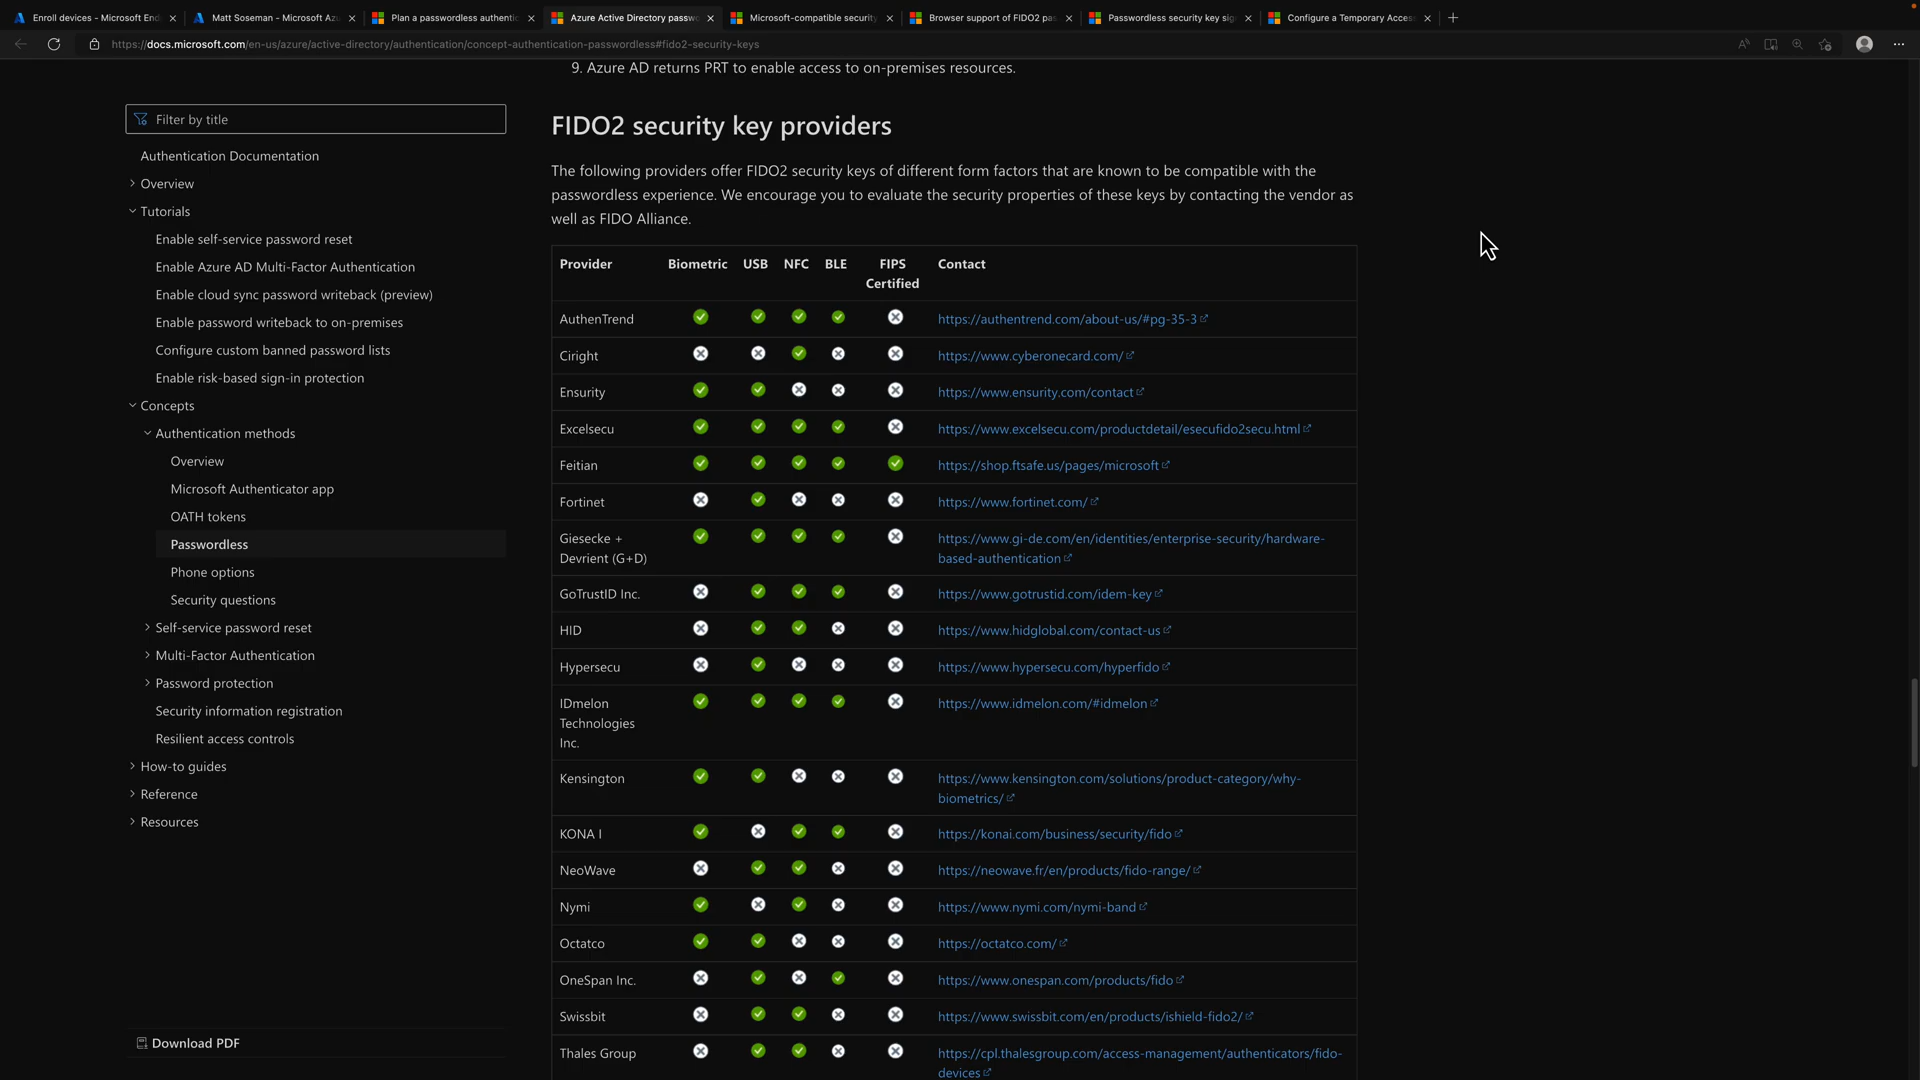 Enroll devices - Microsoft End
Matt Soseman - Microsoft Azu
Plan a passwordless authentic
Azure Active Directory passw
Microsoft-compatible security
Browser support of FIDO2 pa
Passwordless security key sig
Configure a Temporary Access
https://docs.microsoft.com/en-us/azure/active-directory/authentication/concept-authentication-passwordless#fido2-security-keys
9. Azure AD returns PRT to enable access to on-premises resources.
Filter by title
Authentication Documentation
Overview
Tutorials
Enable self-service password reset
Enable Azure AD Multi-Factor Authentication
Enable cloud sync password writeback (preview)
Enable password writeback to on-premises
Configure custom banned password lists
Enable risk-based sign-in protection
Concepts
Authentication methods
Overview
Microsoft Authenticator app
OATH tokens
Passwordless
Phone options
Security questions
Self-service password reset
Multi-Factor Authentication
Password protection
Security information registration
Resilient access controls
How-to guides
Reference
Resources
Download PDF
FIDO2 security key providers
The following providers offer FIDO2 security keys of different form factors that are known to be compatible with the
passwordless experience. We encourage you to evaluate the security properties of these keys by contacting the vendor as
well as FIDO Alliance.
Provider Biometric USB NFC BLE FIPS Contact
Certified
AuthenTrend https://authentrend.com/about-us/#pg-35-3
Ciright https://www.cyberonecard.com/
Ensurity https://www.ensurity.com/contact
Excelsecu https://www.excelsecu.com/productdetail/esecufido2secu.html
Feitian https://shop.ftsafe.us/pages/microsoft
Fortinet https://www.fortinet.com/
Giesecke + https://www.gi-de.com/en/identities/enterprise-security/hardware-
Devrient (G+D) based-authentication
GoTrustID Inc. https://www.gotrustid.com/idem-key
HID https://www.hidglobal.com/contact-us
Hypersecu https://www.hypersecu.com/hyperfido
IDmelon https://www.idmelon.com/#idmelon
Technologies
Inc.
Kensington https://www.kensington.com/solutions/product-category/why-
biometrics/
KONA I https://konai.com/business/security/fido
NeoWave https://neowave.fr/en/products/fido-range/
Nymi https://www.nymi.com/nymi-band
Octatco https://octatco.com/
OneSpan Inc. https://www.onespan.com/products/fido
Swissbit https://www.swissbit.com/en/products/ishield-fido2/
Thales Group https://cpl.thalesgroup.com/access-management/authenticators/fido-
devices